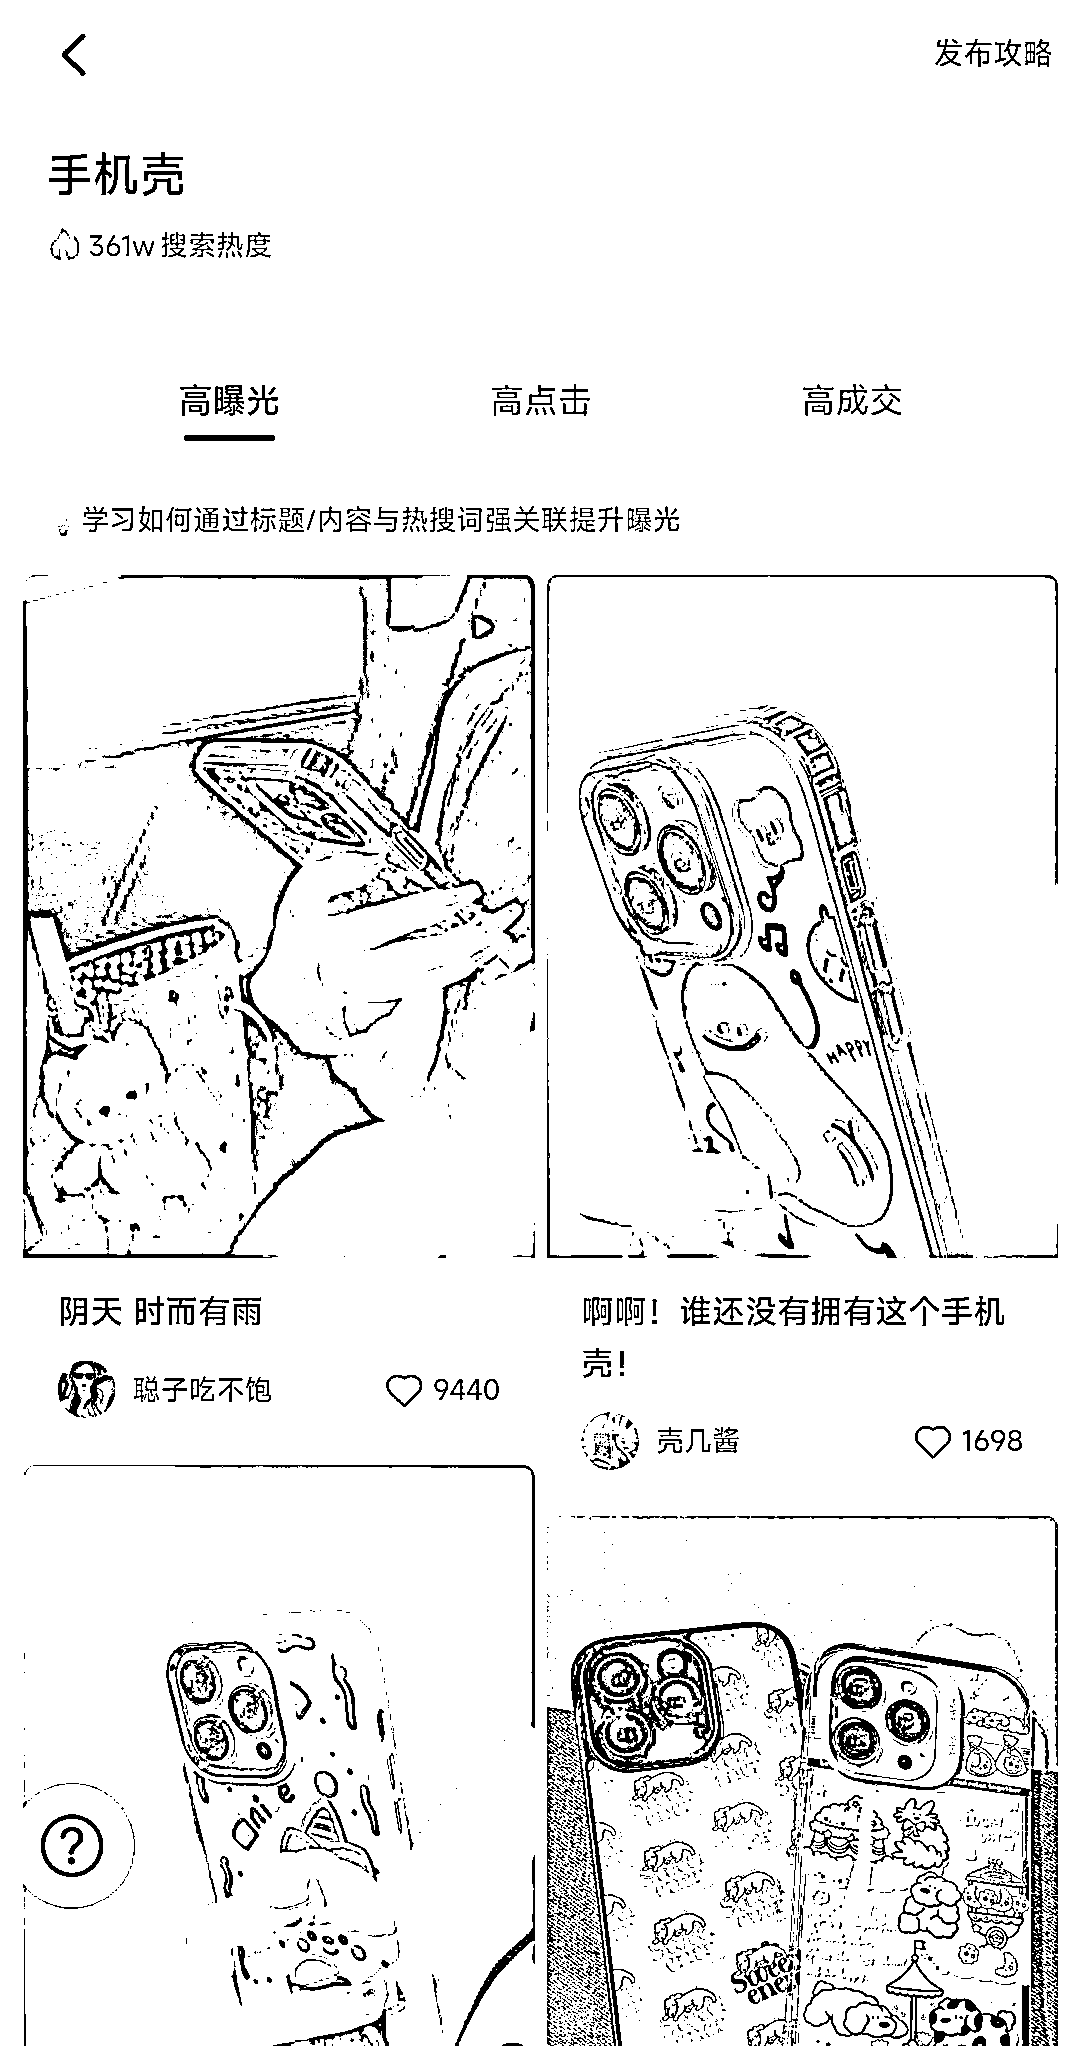 发布攻略
手机壳
361w 搜索热度
高曝光
高点击
高成交
学习如何通过标题/内容与热搜词强关联提升曝光
HAPPY
阴天 时而有雨
聪子吃不饱
9440
啊啊！谁还没有拥有这个手机
壳！
壳几酱
1698
?